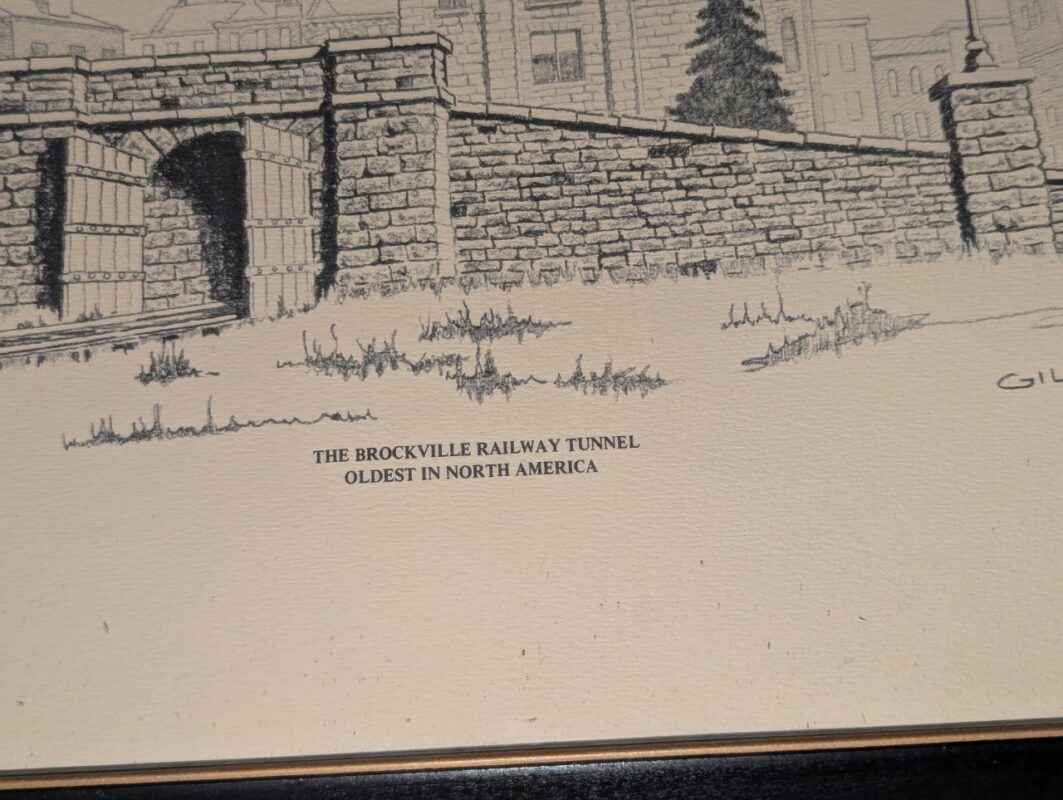 THE BROCKVILLE RAILWAY TUNNEL
OLDEST IN NORTH AMERICA